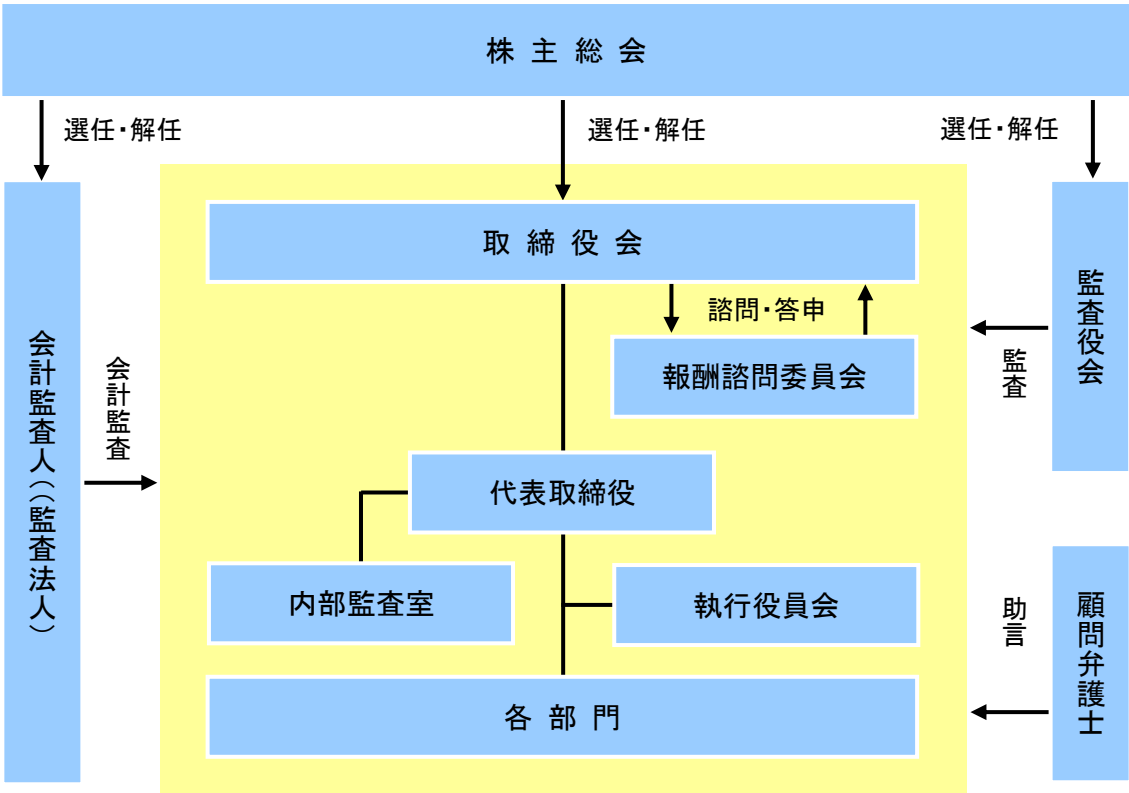 株主総会
選任・解任
選任・解任
選任・解任
取締役会
諮問・答申
報酬諮問委員会
監査役会
監査
会計監査人（（監査法人）
会計監査
代表取締役
内部監査室
執行役員会
助言
顧問弁護士
各部門